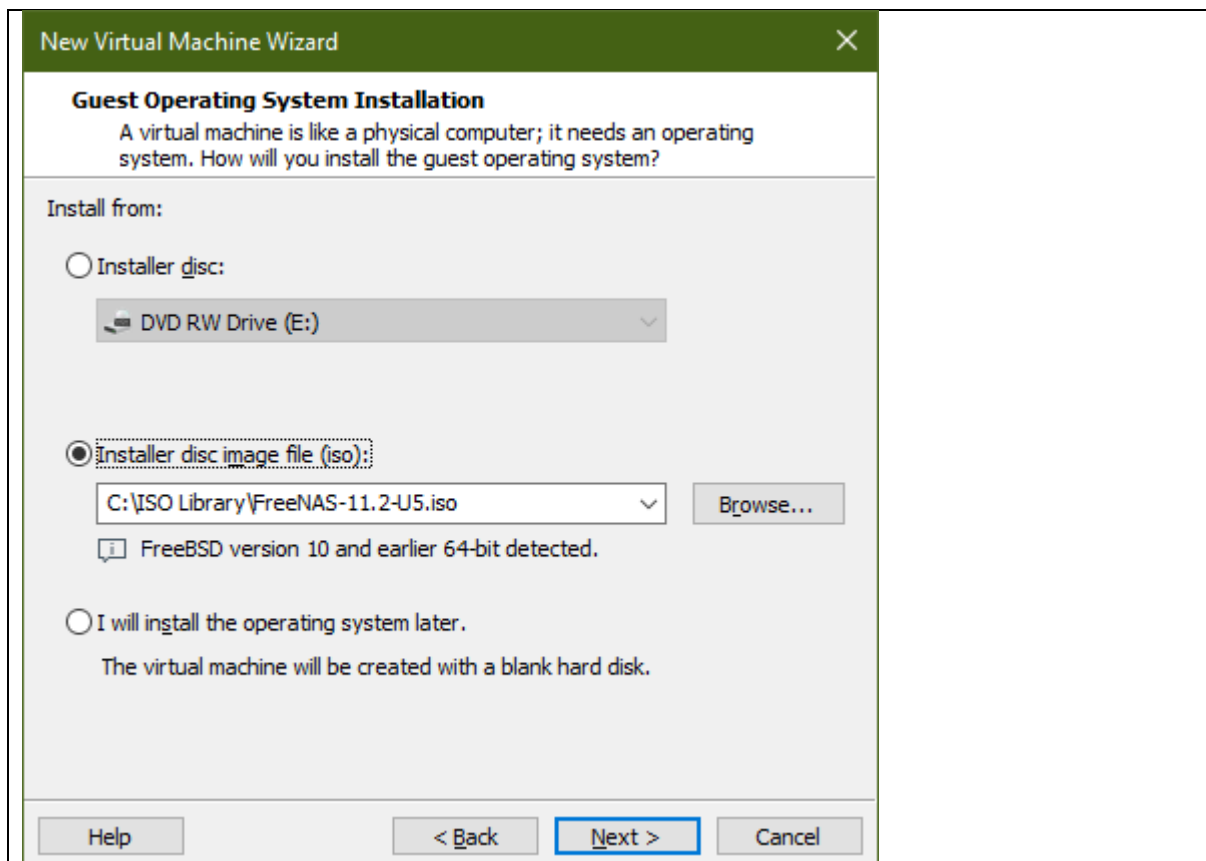 New Virtual Machine Wizard
Guest Operating System Installation
A virtual machine is like a physical computer; it needs an operating
system. How will you install the guest operating system?
Install from:
Installer disc:
DVD RW Drive (E:)
Installer disc image file (iso):
C:\ISO Library\FreeNAS-11.2-U5.iso
Browse...
FreeBSD version 10 and earlier 64-bit detected.
I will install the operating system later.
The virtual machine will be created with a blank hard disk.
Help
< Back
Next >
Cancel